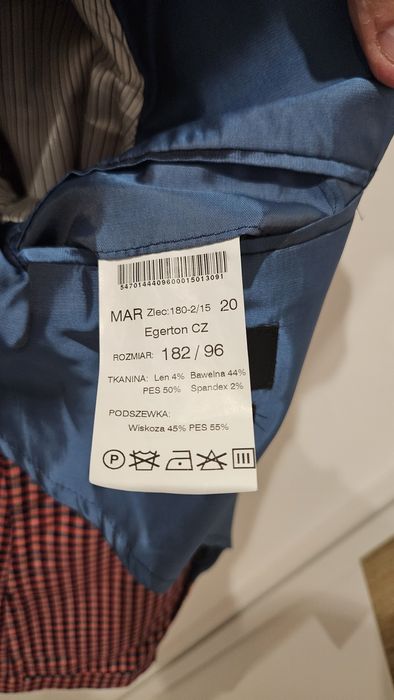 5470144409600015013091
MAR Zlec:180-2/15 20
Egerton CZ
ROZMIAR: 182 / 96
TKANINA: Len 4% Bawełna 44%
PES 50% Spandex 2%
PODSZEWKA:
Wiskoza 45% PES 55%
P